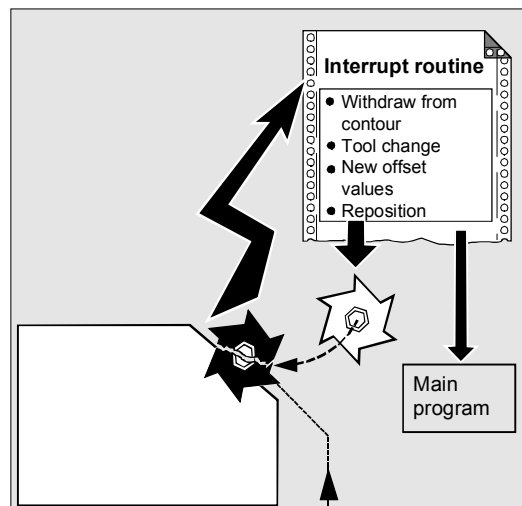 Interrupt routine
● Withdraw from
contour
● Tool change
● New offset
values
● Reposition
Main
program